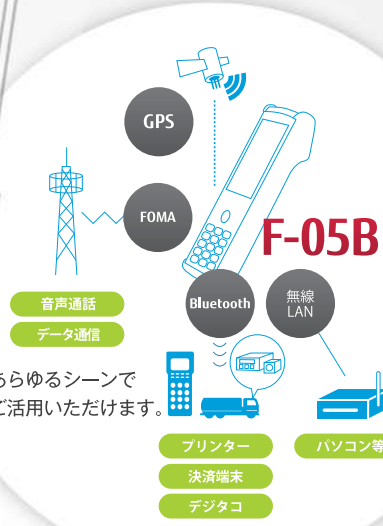 GPS
FOMA
F-05B
音声通話
データ通信
Bluetooth
無線
LAN
あらゆるシーンで
ご活用いただけます。
プリンター
パソコン等
決済端末
デジタコ